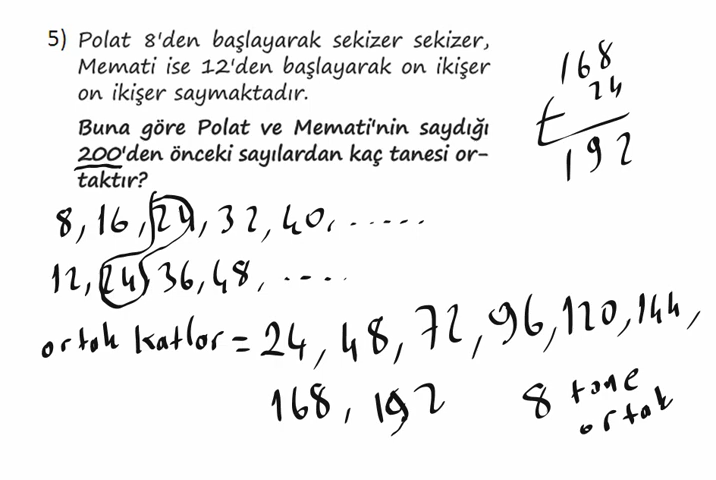 5) Polat 8'den başlayarak sekizer sekizer,
Memati ise 12'den başlayarak on ikişer
on ikişer saymaktadır.
Buna göre Polat ve Memati'nin saydığı
200'den önceki sayılardan kaç tanesi or-
taktır?
168
24
+
192
8, 16, 24, 32, 40, .....
12, 24, 36, 48, ....
ortak katlar = 24, 48, 72, 96, 120, 144,
168, 192
8 tane
ortak